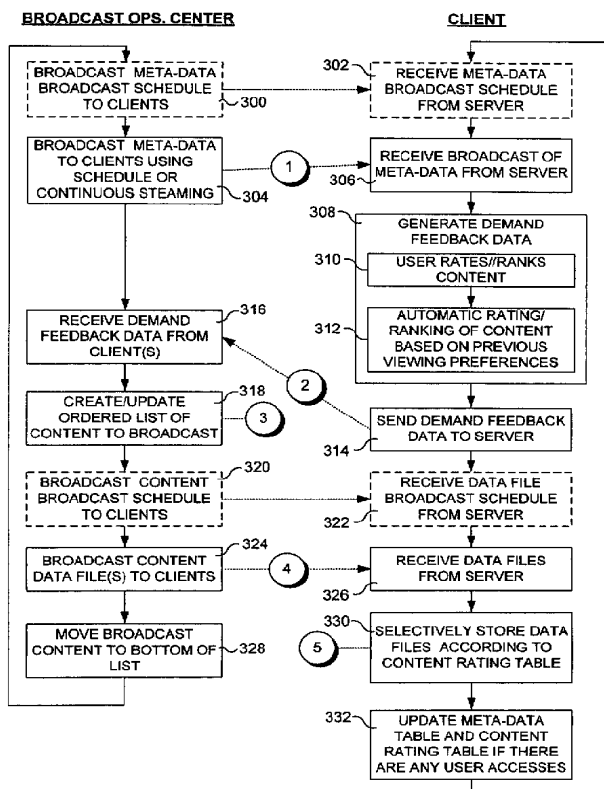 BROADCAST OPS. CENTER
CLIENT
BROADCAST META-DATA
BROADCAST SCHEDULE
TO CLIENTS
300
302
RECEIVE META-DATA
BROADCAST SCHEDULE
FROM SERVER
BROADCAST META-DATA
TO CLIENTS USING
SCHEDULE OR
CONTINUOUS STEAMING
304
1
RECEIVE BROADCAST OF
META-DATA FROM SERVER
306
308
GENERATE DEMAND
FEEDBACK DATA
310
USER RATES//RANKS
CONTENT
312
AUTOMATIC RATING/
RANKING OF CONTENT
BASED ON PREVIOUS
VIEWING PREFERENCES
316
RECEIVE DEMAND
FEEDBACK DATA FROM
CLIENT(S)
2
318
CREATE/UPDATE
ORDERED LIST OF
CONTENT TO BROADCAST
3
SEND DEMAND FEEDBACK
DATA TO SERVER
314
320
BROADCAST CONTENT
BROADCAST SCHEDULE
TO CLIENTS
RECEIVE DATA FILE
BROADCAST SCHEDULE
FROM SERVER
322
324
BROADCAST CONTENT
DATA FILE(S) TO CLIENTS
4
RECEIVE DATA FILES
FROM SERVER
326
MOVE BROADCAST
CONTENT TO BOTTOM OF
LIST
328
330
SELECTIVELY STORE DATA
FILES ACCORDING TO
CONTENT RATING TABLE
5
332
UPDATE META-DATA
TABLE AND CONTENT
RATING TABLE IF THERE
ARE ANY USER ACCESSES